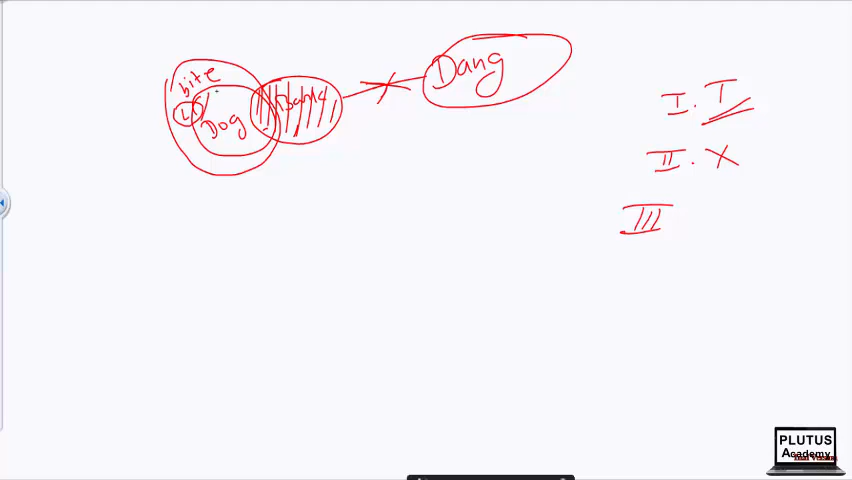 Dang
bite
Dog
I. T
II. X
III
PLUTUS
Academy